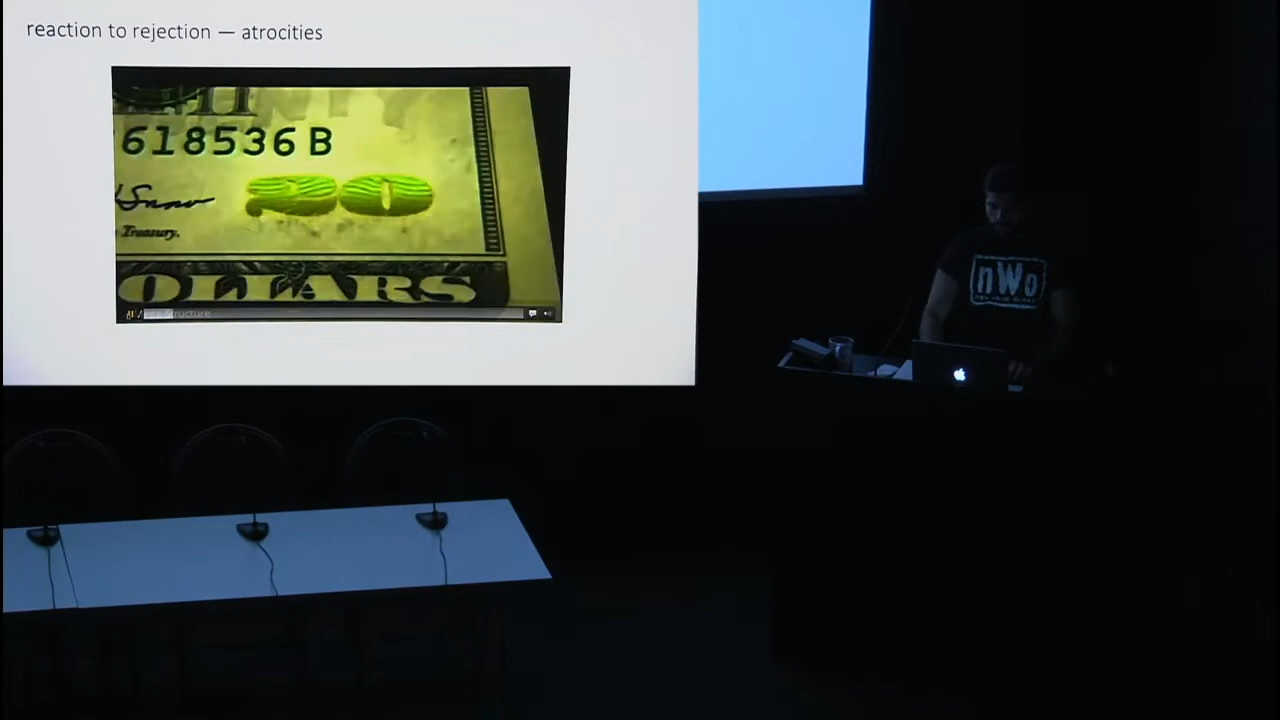 reaction to rejection — atrocities
618536 B
20
Treasury.
OLLARS
nWo